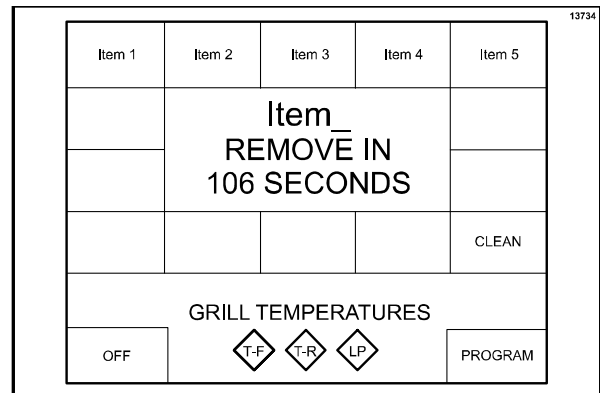 13734
Item 1 Item 2 Item 3 Item 4 Item 5
Item_
REMOVE IN
106 SECONDS
CLEAN
GRILL TEMPERATURES
OFF T-F T-R LP PROGRAM